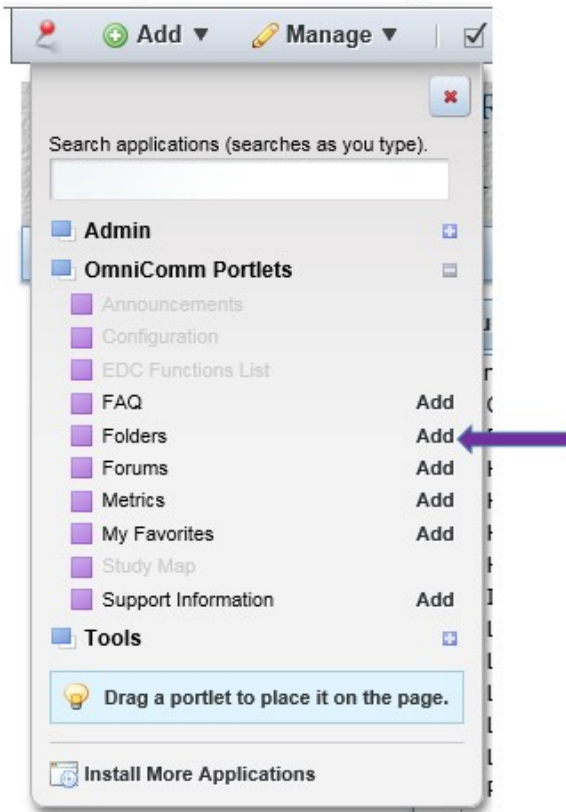 Add ▼ Manage ▼
Search applications (searches as you type).
Admin
OmniComm Portlets
Announcements
Configuration
EDC Functions List
FAQ Add
Folders Add
Forums Add
Metrics Add
My Favorites Add
Study Map
Support Information Add
Tools
Drag a portlet to place it on the page.
Install More Applications